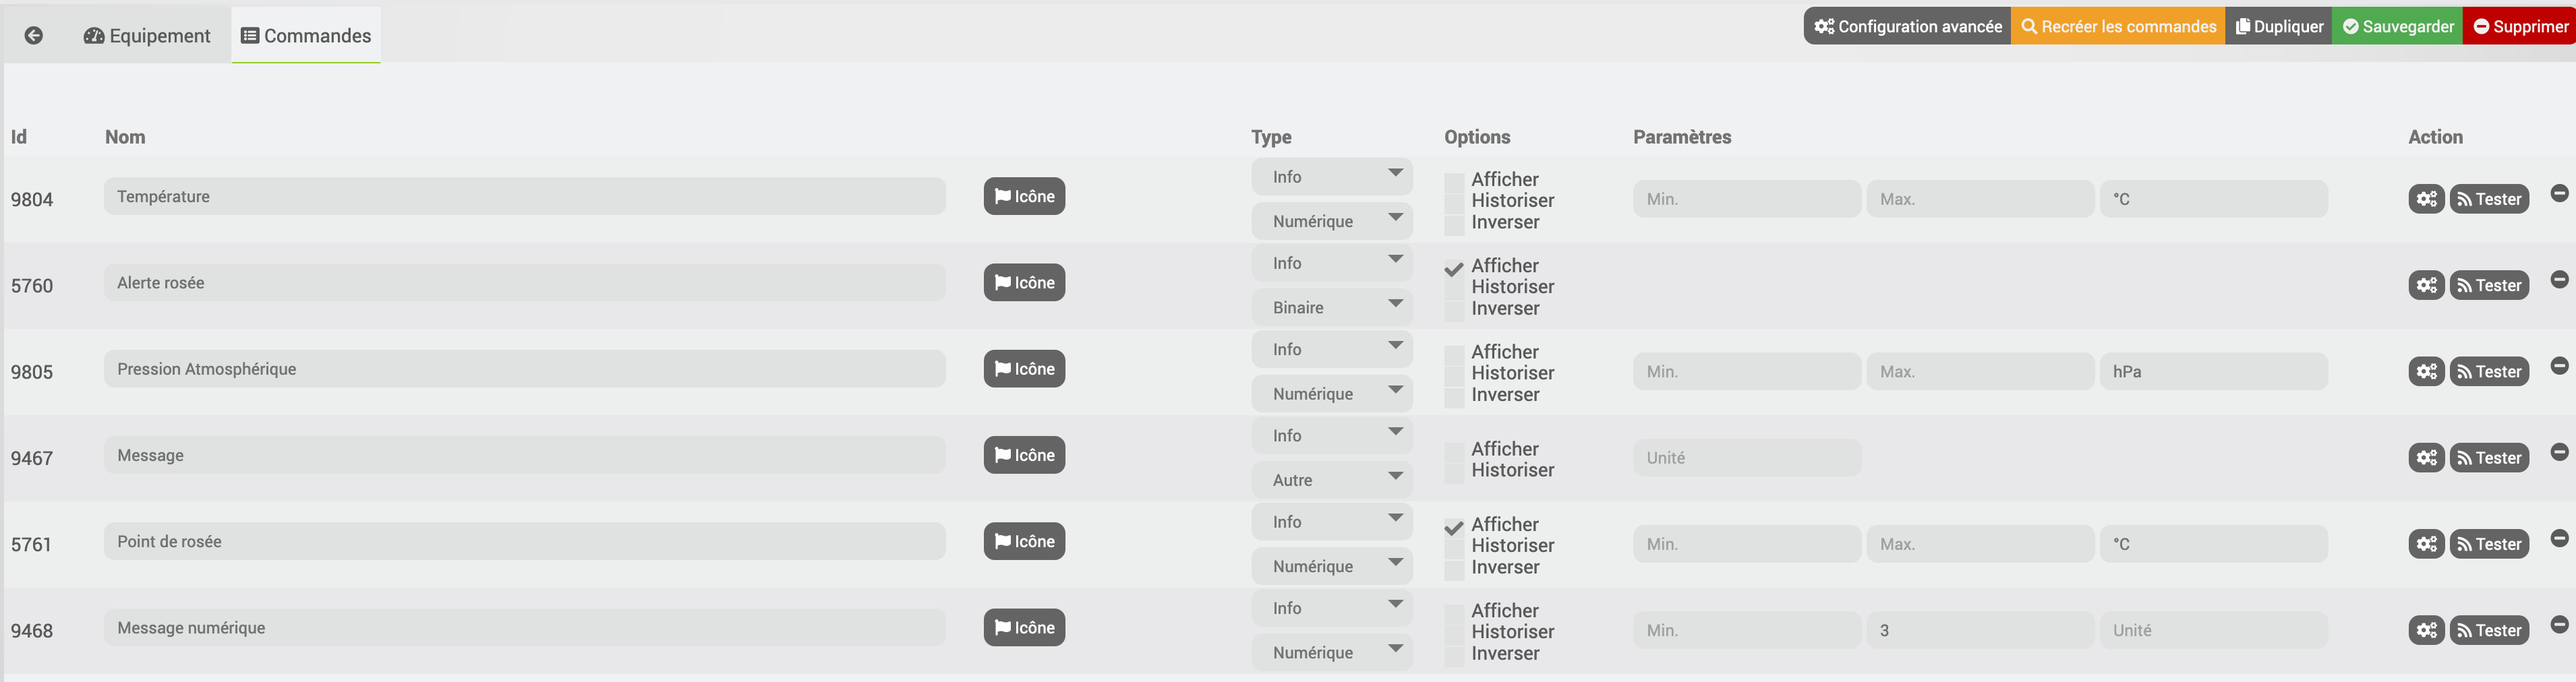 Equipement Commandes Configuration avancée Recréer les commandes Dupliquer Sauvegarder Supprimer
Id Nom Type Options Paramètres Action
9804 Température Icône Info Numérique Afficher Historiser Inverser Min. Max. °C Tester
5760 Alerte rosée Icône Info Binaire Afficher Historiser Inverser Tester
9805 Pression Atmosphérique Icône Info Numérique Afficher Historiser Inverser Min. Max. hPa Tester
9467 Message Icône Info Autre Afficher Historiser Unité Tester
5761 Point de rosée Icône Info Numérique Afficher Historiser Inverser Min. Max. °C Tester
9468 Message numérique Icône Info Numérique Afficher Historiser Inverser Min. 3 Unité Tester